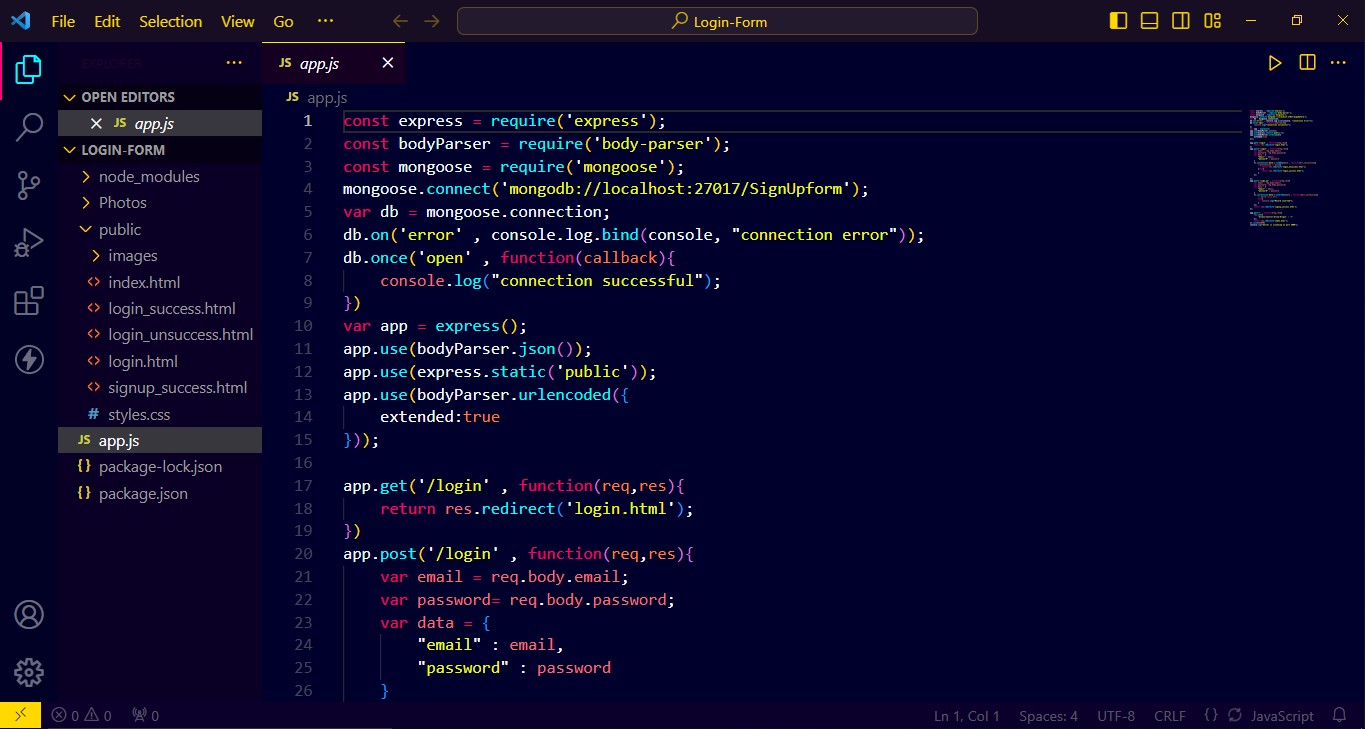 File Edit Selection View Go ···
Login-Form
EXPLORER ···
JS app.js
OPEN EDITORS
JS app.js
LOGIN-FORM
node_modules
Photos
public
images
<> index.html
<> login_success.html
<> login_unsuccess.html
<> login.html
<> signup_success.html
# styles.css
JS app.js
{} package-lock.json
{} package.json
JS app.js
1 const express = require('express');
2 const bodyParser = require('body-parser');
3 const mongoose = require('mongoose');
4 mongoose.connect('mongodb://localhost:27017/SignUpform');
5 var db = mongoose.connection;
6 db.on('error' , console.log.bind(console, "connection error"));
7 db.once('open' , function(callback){
8     console.log("connection successful");
9 })
10 var app = express();
11 app.use(bodyParser.json());
12 app.use(express.static('public'));
13 app.use(bodyParser.urlencoded({
14     extended:true
15 }));
16
17 app.get('/login' , function(req,res){
18     return res.redirect('login.html');
19 })
20 app.post('/login' , function(req,res){
21     var email = req.body.email;
22     var password= req.body.password;
23     var data = {
24         "email" : email,
25         "password" : password
26     }
0 0 0 Ln 1, Col 1 Spaces: 4 UTF-8 CRLF {} JavaScript